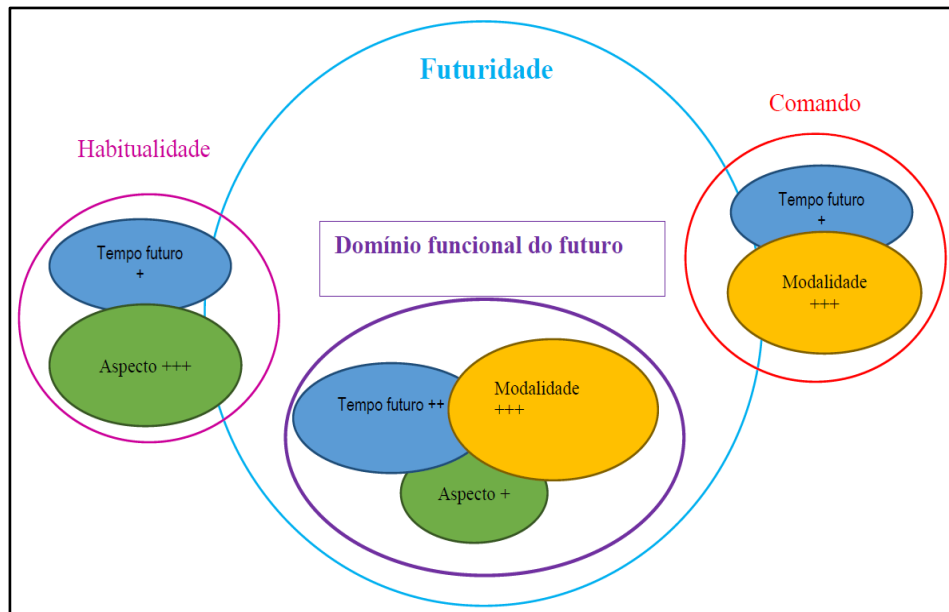 Futuridade
Habitualidade
Tempo futuro
+
Aspecto +++
Domínio funcional do futuro
Tempo futuro ++
Modalidade
+++
Aspecto +
Comando
Tempo futuro
+
Modalidade
+++